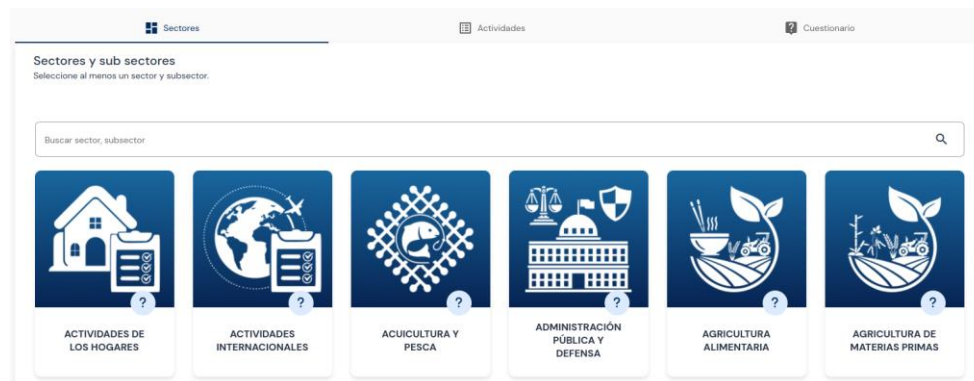 Sectores
Actividades
Cuestionario
Sectores y sub sectores
Seleccione al menos un sector y subsector.
Buscar sector, subsector
?
?
?
?
?
?
ACTIVIDADES DE
LOS HOGARES
ACTIVIDADES
INTERNACIONALES
ACUICULTURA Y
PESCA
ADMINISTRACIÓN
PÚBLICA Y
DEFENSA
AGRICULTURA
ALIMENTARIA
AGRICULTURA DE
MATERIAS PRIMAS